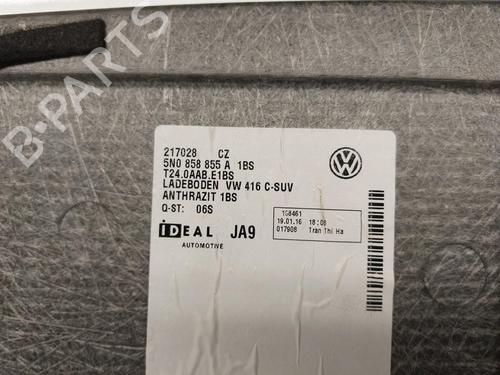 217028 CZ
5N0 858 855 A 1BS
T24.0AAB.E1BS
LADEBODEN VW 416 C-SUV
ANTHRAZIT 1BS
Q-ST: 06S
iDEAL JA9
AUTOMOTIVE
158461
19.01.16 18:08
017908 Tran Thi Ha
B-PARTS